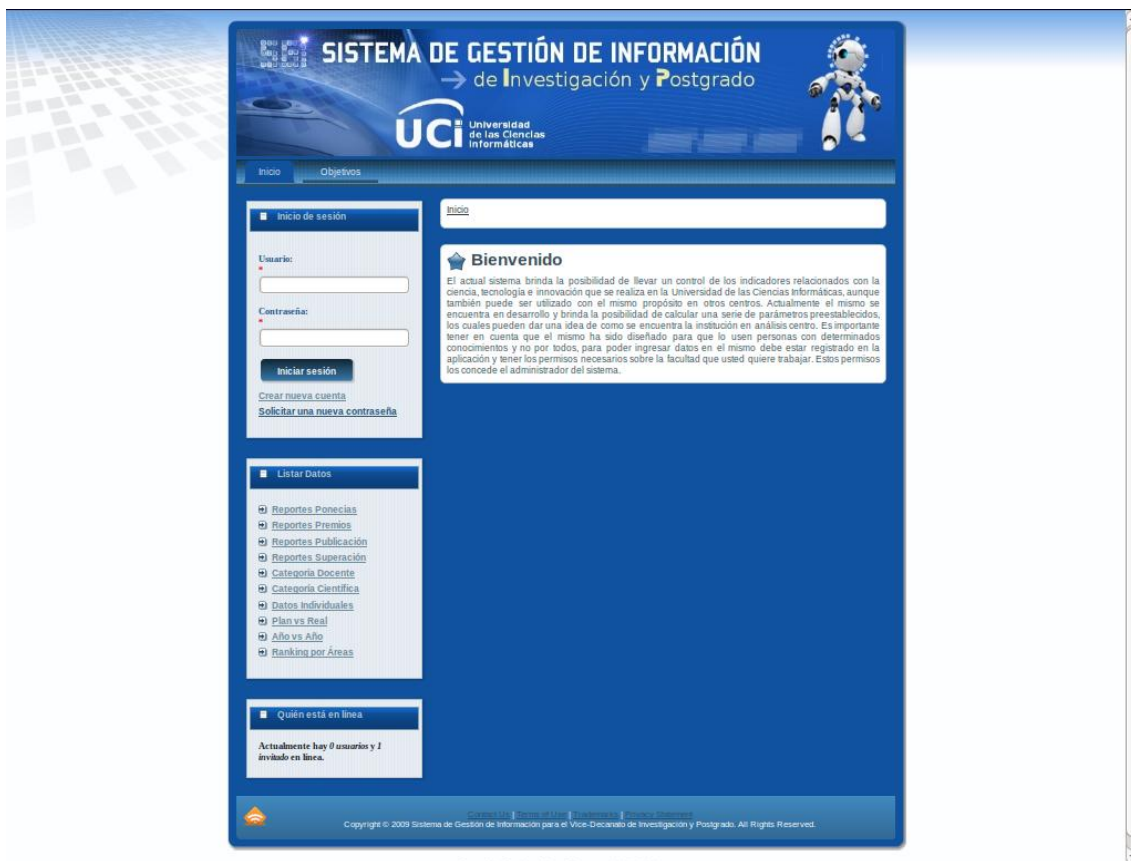 SISTEMA DE GESTIÓN DE INFORMACIÓN
de Investigación y Postgrado
UCi Universidad
de las Ciencias
Informáticas
Inicio Objetivos
Inicio de sesión
Usuario:
*
Contraseña:
*
Iniciar sesión
Crear nueva cuenta
Solicitar una nueva contraseña
Listar Datos
Reportes Ponecias
Reportes Premios
Reportes Publicación
Reportes Superación
Categoría Docente
Categoría Científica
Datos Individuales
Plan vs Real
Año vs Año
Ranking por Áreas
Quién está en línea
Actualmente hay 0 usuarios y 1
invitado en línea.
Inicio
Bienvenido
El actual sistema brinda la posibilidad de llevar un control de los indicadores relacionados con la
ciencia, tecnología e innovación que se realiza en la Universidad de las Ciencias Informáticas, aunque
también puede ser utilizado con el mismo propósito en otros centros. Actualmente el mismo se
encuentra en desarrollo y brinda la posibilidad de calcular una serie de parámetros preestablecidos,
los cuales pueden dar una idea de como se encuentra la institución en análisis centro. Es importante
tener en cuenta que el mismo ha sido diseñado para que lo usen personas con determinados
conocimientos y no por todos, para poder ingresar datos en el mismo debe estar registrado en la
aplicación y tener los permisos necesarios sobre la facultad que usted quiere trabajar. Estos permisos
los concede el administrador del sistema.
Contact Us | Terms of Use | Trademarks | Privacy Statement
Copyright © 2009 Sistema de Gestión de Información para el Vice-Decanato de Investigación y Postgrado. All Rights Reserved.